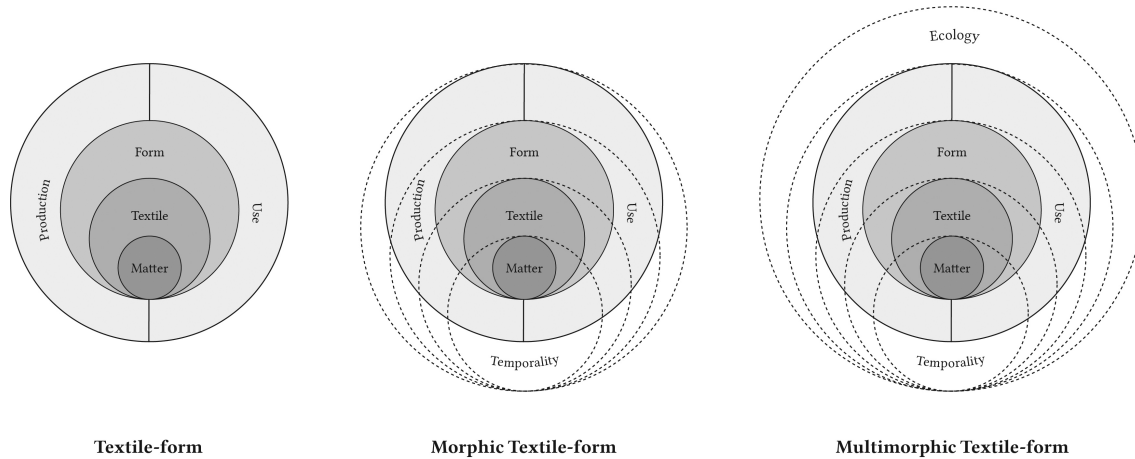 Form
Production
Use
Textile
Matter
Textile-form
Form
Production
Use
Textile
Matter
Temporality
Morphic Textile-form
Ecology
Form
Production
Use
Textile
Matter
Temporality
Multimorphic Textile-form